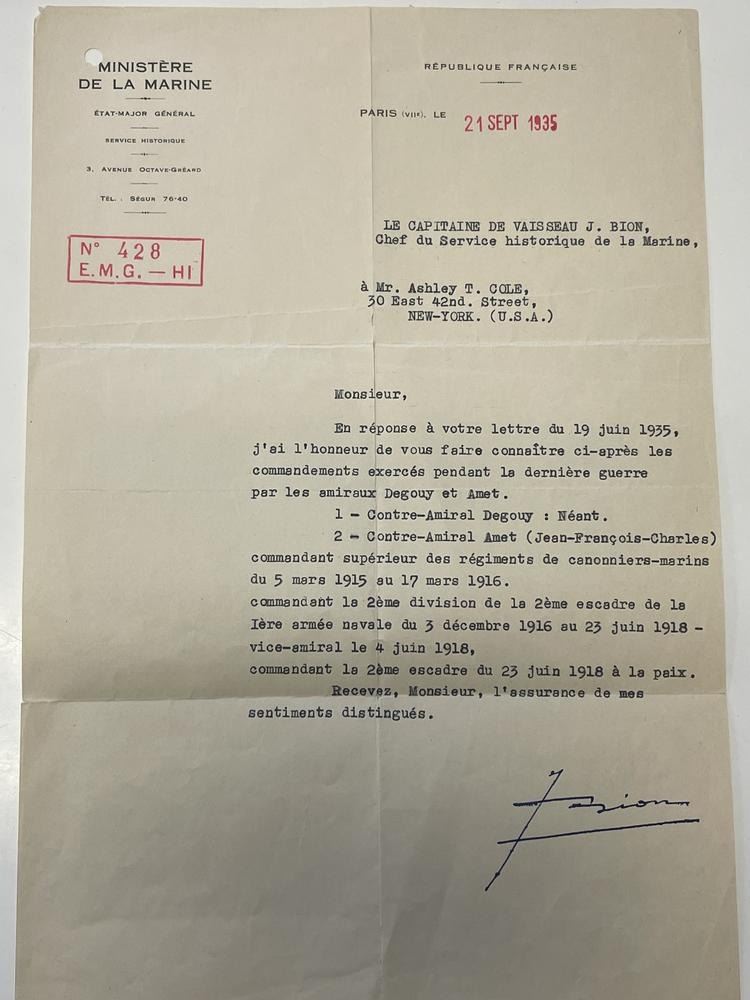 MINISTÈRE
DE LA MARINE
ÉTAT-MAJOR GÉNÉRAL
SERVICE HISTORIQUE
3, AVENUE OCTAVE-GRÉARD
TÉL. : SÉGUR 76-40
N° 428
E.M.G. — HI
RÉPUBLIQUE FRANÇAISE
PARIS (VIIE), LE 21 SEPT 1935
LE CAPITAINE DE VAISSEAU J. BION,
Chef du Service historique de la Marine,
à Mr. Ashley T. COLE,
30 East 42nd. Street,
NEW-YORK. (U.S.A.)
Monsieur,
En réponse à votre lettre du 19 juin 1935,
j'ai l'honneur de vous faire connaître ci-après les
commandements exercés pendant la dernière guerre
par les amiraux Degouy et Amet.
1 - Contre-Amiral Degouy : Néant.
2 - Contre-Amiral Amet (Jean-François-Charles)
commandant supérieur des régiments de canonniers-marins
du 5 mars 1915 au 17 mars 1916.
commandant la 2ème division de la 2ème escadre de la
Ière armée navale du 3 décembre 1916 au 23 juin 1918 -
vice-amiral le 4 juin 1918,
commandant la 2ème escadre du 23 juin 1918 à la paix.
Recevez, Monsieur, l'assurance de mes
sentiments distingués.
JBion